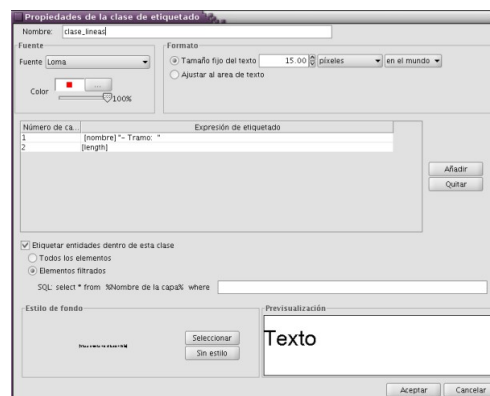 Propiedades de la clase de etiquetado
Nombre: clase_lineas
Fuente
Formato
Fuente Loma
Tamaño fijo del texto 15.00 píxeles en el mundo
Ajustar al area de texto
Color ... 100%
Número de ca... Expresión de etiquetado
1 [nombre] "- Tramo: "
2 [length]
Añadir
Quitar
Etiquetar entidades dentro de esta clase
Todos los elementos
Elementos filtrados
SQL: select * from %Nombre de la capa% where
Estilo de fondo
Previsualización
Seleccionar
Sin estilo
Texto
Aceptar Cancelar